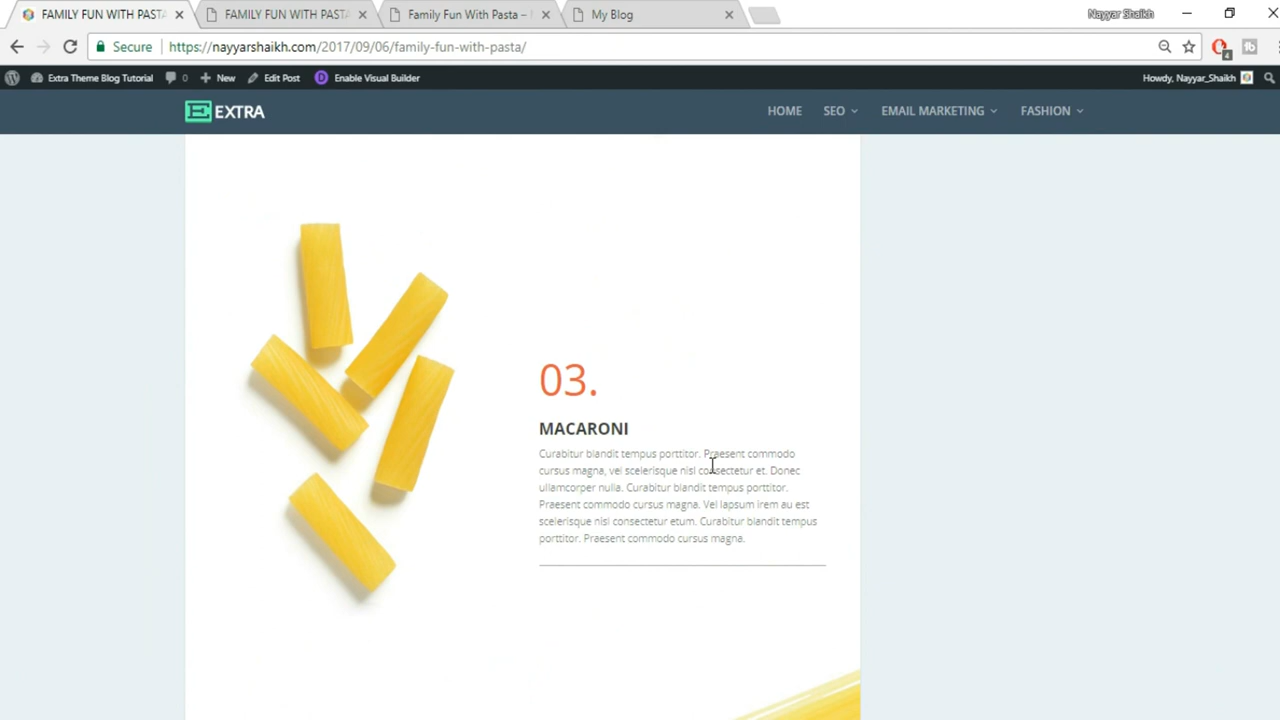 FAMILY FUN WITH PASTA
FAMILY FUN WITH PASTA
Family Fun With Pasta –
My Blog
Nayyar Shaikh
Secure
https://nayyarshaikh.com/2017/09/06/family-fun-with-pasta/
4
Extra Theme Blog Tutorial
0
New
Edit Post
D
Enable Visual Builder
Howdy, Nayyar_Shaikh
E EXTRA
HOME
SEO
EMAIL MARKETING
FASHION
03.
MACARONI
Curabitur blandit tempus porttitor. Praesent commodo
cursus magna, vel scelerisque nisl consectetur et. Donec
ullamcorper nulla. Curabitur blandit tempus porttitor.
Praesent commodo cursus magna. Vel lapsum irem au est
scelerisque nisl consectetur etum. Curabitur blandit tempus
porttitor. Praesent commodo cursus magna.